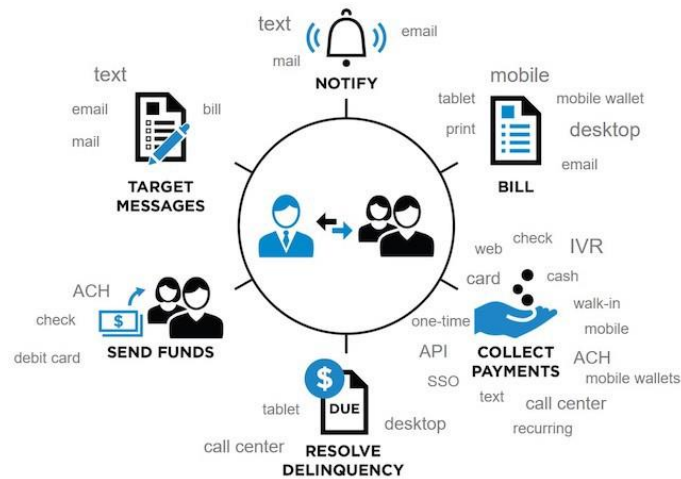 text
email
mail
NOTIFY
mobile
tablet
mobile wallet
print
desktop
email
BILL
web
check
IVR
card
cash
walk-in
one-time
mobile
API
COLLECT
PAYMENTS
ACH
SSO
mobile wallets
text
call center
recurring
$
DUE
tablet
desktop
call center
RESOLVE
DELINQUENCY
ACH
check
$
debit card
SEND FUNDS
text
email
bill
mail
TARGET
MESSAGES